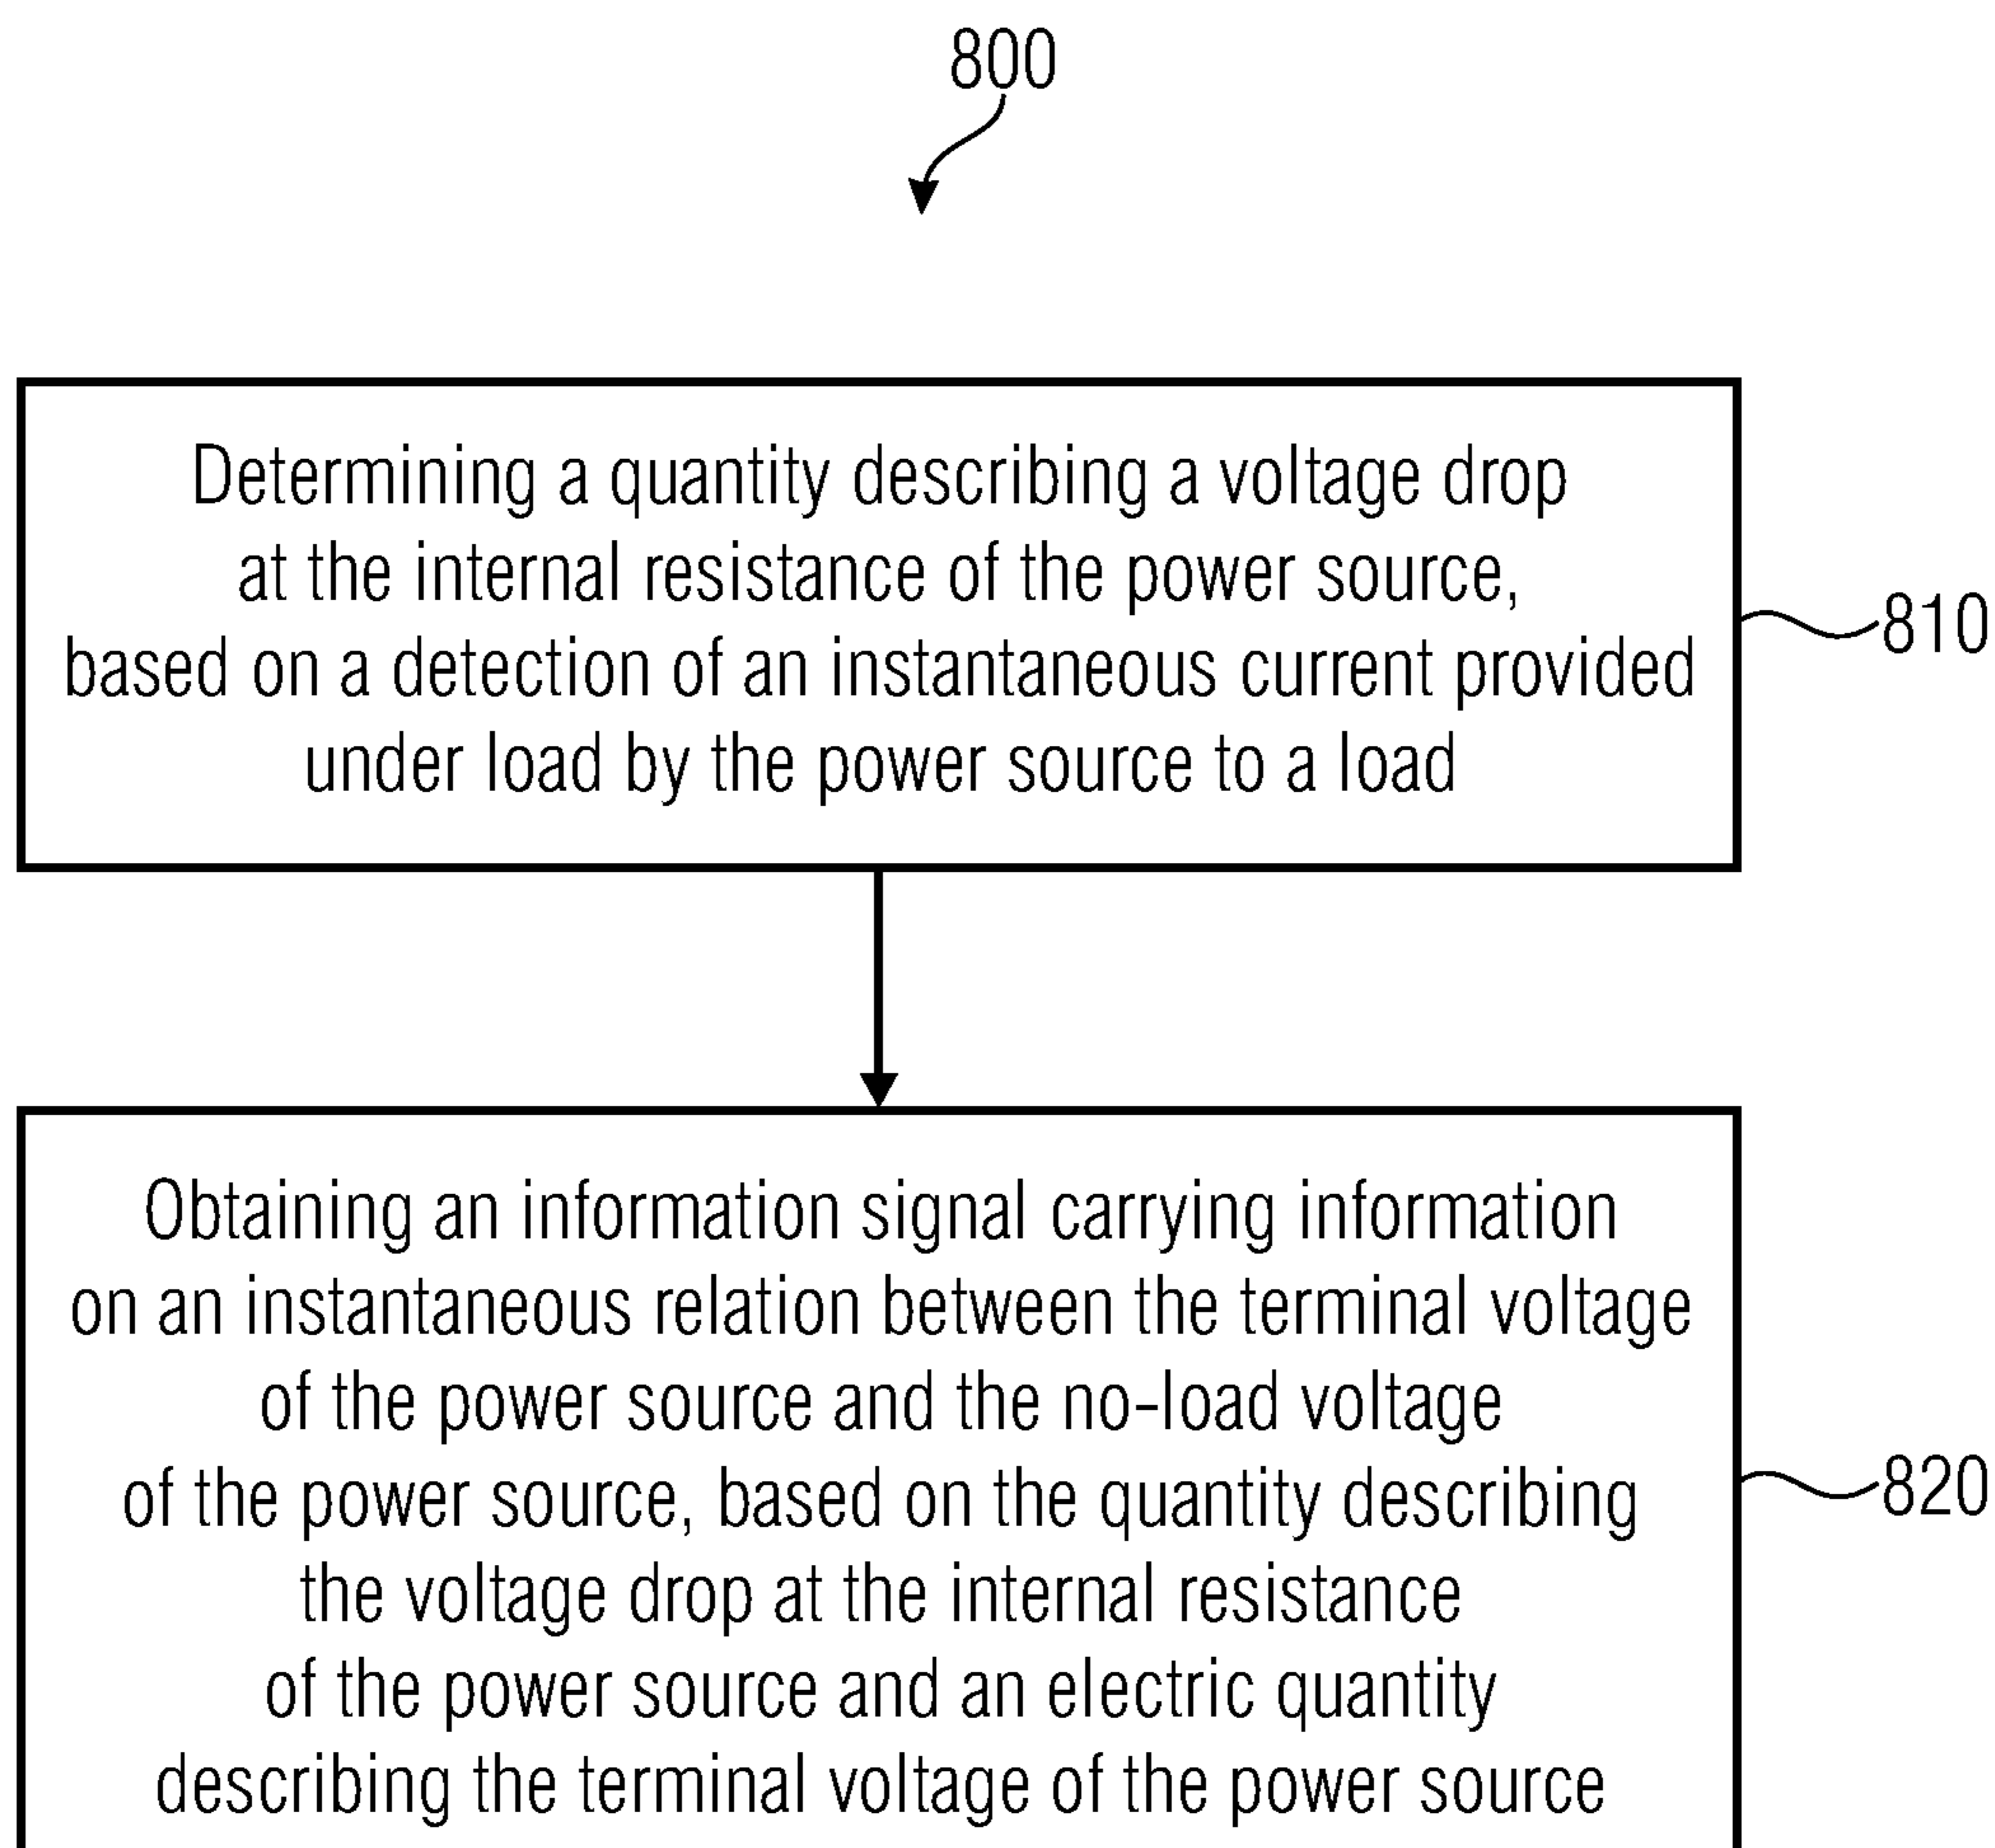 800
Determining a quantity describing a voltage drop
at the internal resistance of the power source,
based on a detection of an instantaneous current provided
under load by the power source to a load
810
Obtaining an information signal carrying information
on an instantaneous relation between the terminal voltage
of the power source and the no-load voltage
of the power source, based on the quantity describing
the voltage drop at the internal resistance
of the power source and an electric quantity
describing the terminal voltage of the power source
820